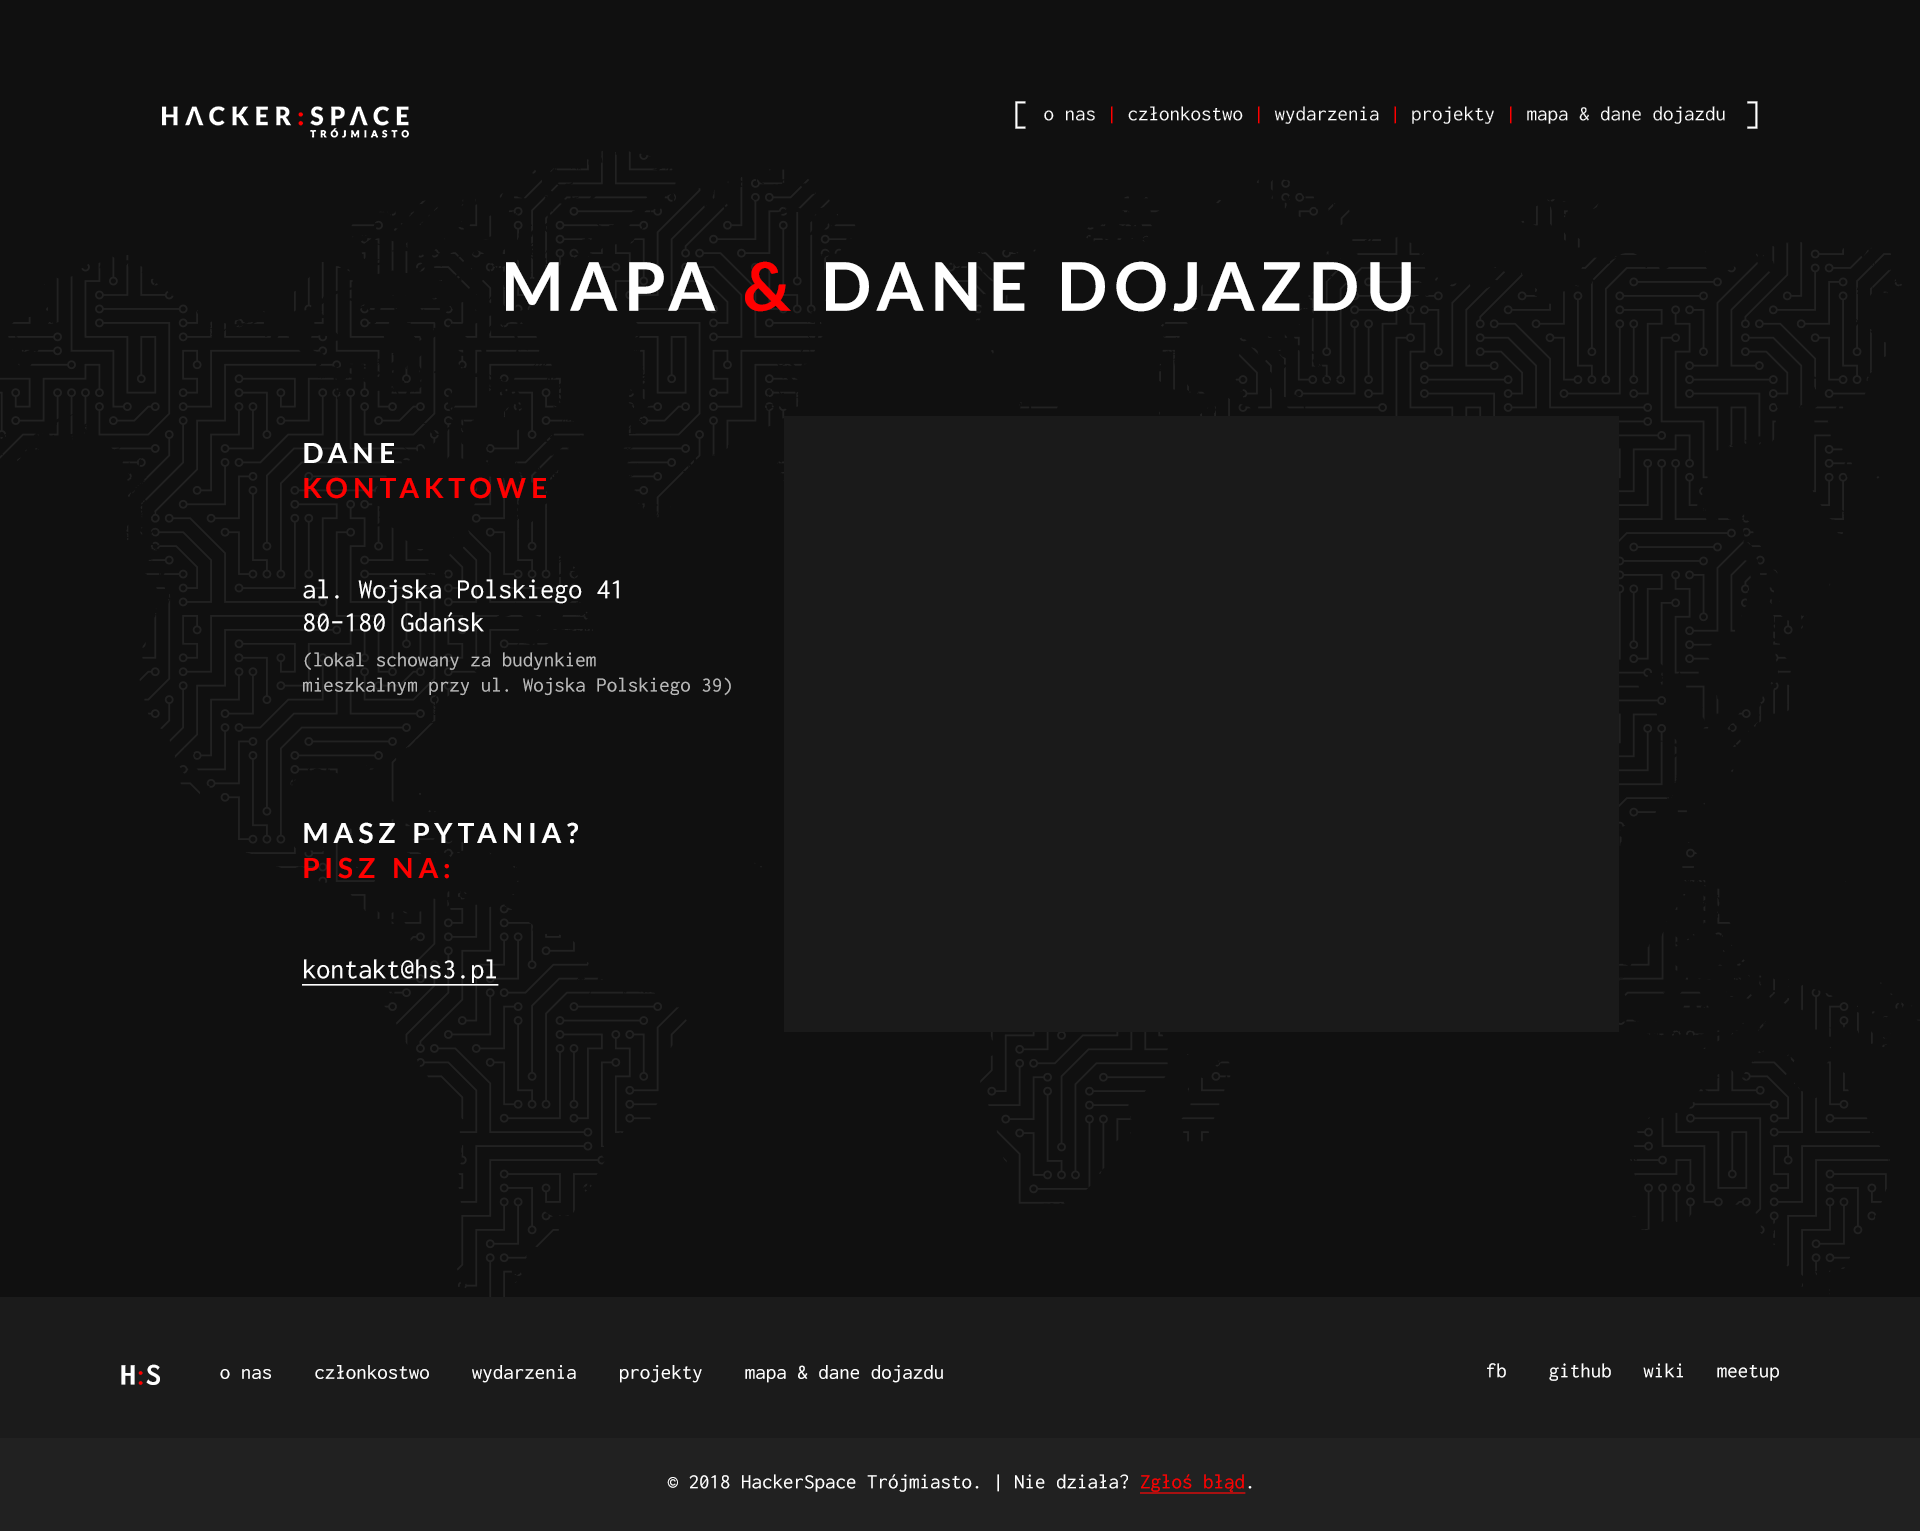 HACKER:SPACE
TRÓJMIASTO
[ o nas | członkostwo | wydarzenia | projekty | mapa & dane dojazdu ]
MAPA & DANE DOJAZDU
DANE
KONTAKTOWE
al. Wojska Polskiego 41
80-180 Gdańsk
(lokal schowany za budynkiem
mieszkalnym przy ul. Wojska Polskiego 39)
MASZ PYTANIA?
PISZ NA:
kontakt@hs3.pl
H:S o nas członkostwo wydarzenia projekty mapa & dane dojazdu fb github wiki meetup
© 2018 HackerSpace Trójmiasto. | Nie działa? Zgłoś błąd.